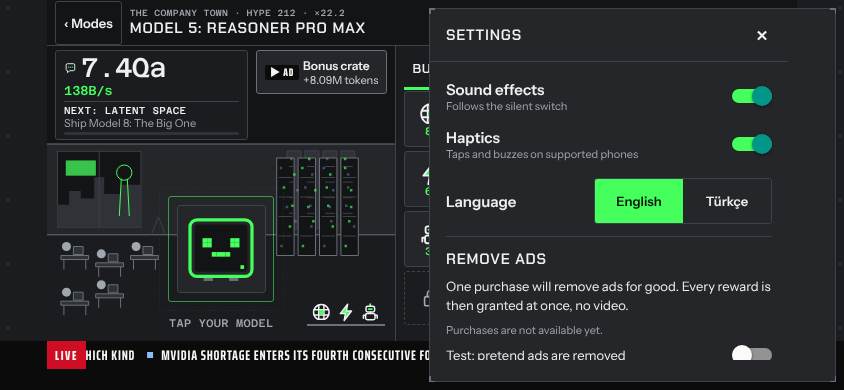 ‹ Modes
THE COMPANY TOWN · HYPE 212 · ×22.2
MODEL 5: REASONER PRO MAX
7.4Qa
138B/s
NEXT: LATENT SPACE
Ship Model 8: The Big One
AD
Bonus crate
+8.09M tokens
BU
TAP YOUR MODEL
LIVE
HICH KIND
MVIDIA SHORTAGE ENTERS ITS FOURTH CONSECUTIVE FO
SETTINGS
×
Sound effects
Follows the silent switch
Haptics
Taps and buzzes on supported phones
Language
English
Türkçe
REMOVE ADS
One purchase will remove ads for good. Every reward is
then granted at once, no video.
Purchases are not available yet.
Test: pretend ads are removed